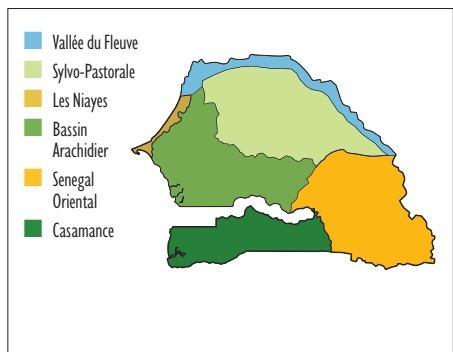 Vallée du Fleuve
Sylvo-Pastorale
Les Niayes
Bassin
Arachidier
Senegal
Oriental
Casamance